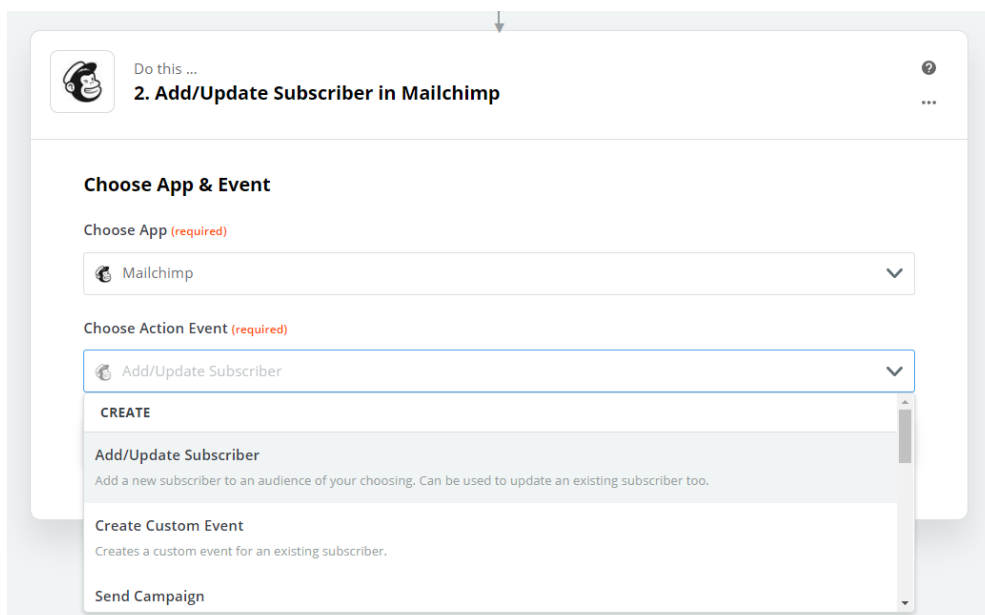 Do this ...
2. Add/Update Subscriber in Mailchimp
Choose App & Event
Choose App (required)
Mailchimp
Choose Action Event (required)
Add/Update Subscriber
CREATE
Add/Update Subscriber
Add a new subscriber to an audience of your choosing. Can be used to update an existing subscriber too.
Create Custom Event
Creates a custom event for an existing subscriber.
Send Campaign